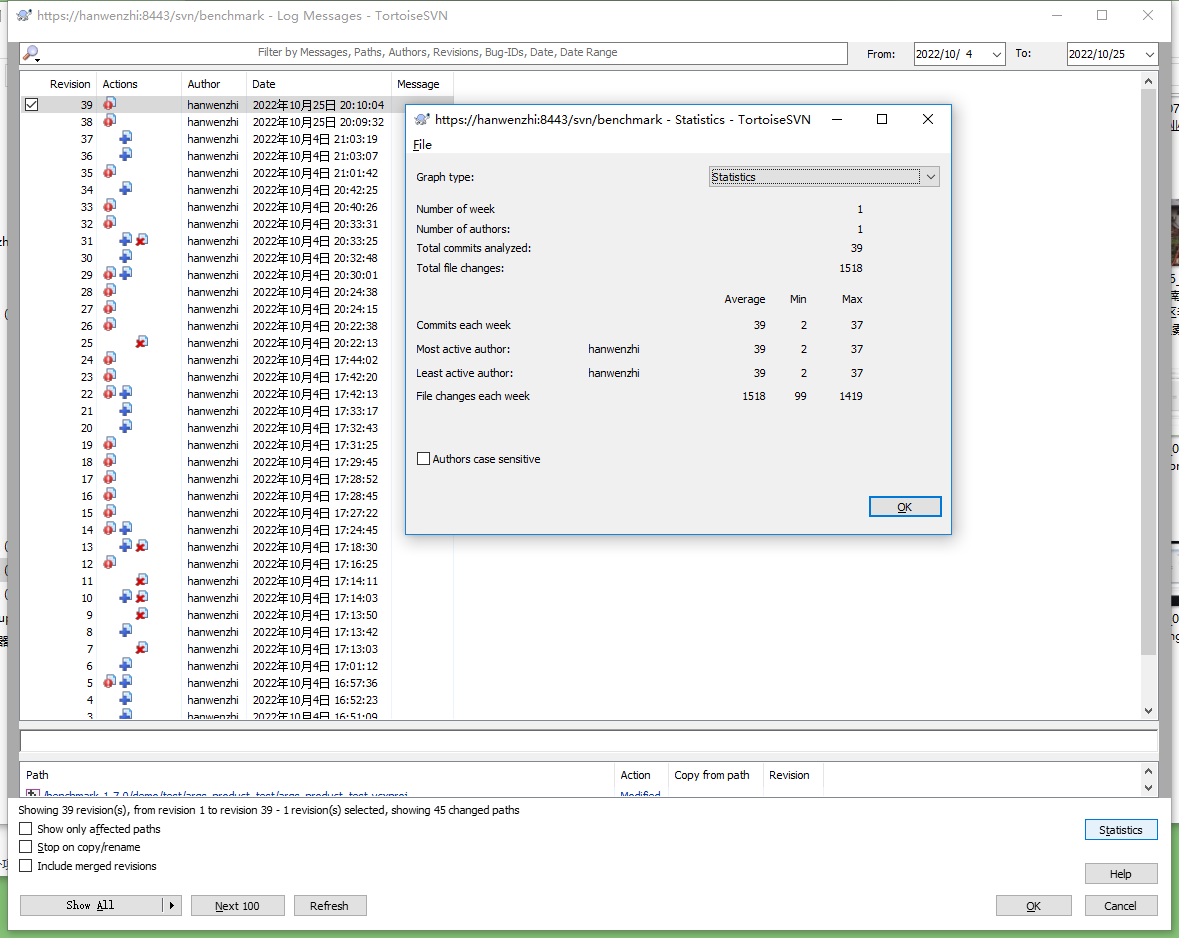 https://hanwenzhi:8443/svn/benchmark - Log Messages - TortoiseSVN
Filter by Messages, Paths, Authors, Revisions, Bug-IDs, Date, Date Range
From: 2022/10/ 4 To: 2022/10/25
Revision Actions Author Date Message
39 hanwenzhi 2022年10月25日 20:10:04
38 hanwenzhi 2022年10月25日 20:09:32
37 hanwenzhi 2022年10月4日 21:03:19
36 hanwenzhi 2022年10月4日 21:03:07
35 hanwenzhi 2022年10月4日 21:01:42
34 hanwenzhi 2022年10月4日 20:42:25
33 hanwenzhi 2022年10月4日 20:40:26
32 hanwenzhi 2022年10月4日 20:33:31
31 hanwenzhi 2022年10月4日 20:33:25
30 hanwenzhi 2022年10月4日 20:32:48
29 hanwenzhi 2022年10月4日 20:30:01
28 hanwenzhi 2022年10月4日 20:24:38
27 hanwenzhi 2022年10月4日 20:24:15
26 hanwenzhi 2022年10月4日 20:22:38
25 hanwenzhi 2022年10月4日 20:22:13
24 hanwenzhi 2022年10月4日 17:44:02
23 hanwenzhi 2022年10月4日 17:42:20
22 hanwenzhi 2022年10月4日 17:42:13
21 hanwenzhi 2022年10月4日 17:33:17
20 hanwenzhi 2022年10月4日 17:32:43
19 hanwenzhi 2022年10月4日 17:31:25
18 hanwenzhi 2022年10月4日 17:29:45
17 hanwenzhi 2022年10月4日 17:28:52
16 hanwenzhi 2022年10月4日 17:28:45
15 hanwenzhi 2022年10月4日 17:27:22
14 hanwenzhi 2022年10月4日 17:24:45
13 hanwenzhi 2022年10月4日 17:18:30
12 hanwenzhi 2022年10月4日 17:16:25
11 hanwenzhi 2022年10月4日 17:14:11
10 hanwenzhi 2022年10月4日 17:14:03
9 hanwenzhi 2022年10月4日 17:13:50
8 hanwenzhi 2022年10月4日 17:13:42
7 hanwenzhi 2022年10月4日 17:13:03
6 hanwenzhi 2022年10月4日 17:01:12
5 hanwenzhi 2022年10月4日 16:57:36
4 hanwenzhi 2022年10月4日 16:52:23
3 hanwenzhi 2022年10月4日 16:51:09
https://hanwenzhi:8443/svn/benchmark - Statistics - TortoiseSVN
File
Graph type: Statistics
Number of week 1
Number of authors: 1
Total commits analyzed: 39
Total file changes: 1518
Average Min Max
Commits each week 39 2 37
Most active author: hanwenzhi 39 2 37
Least active author: hanwenzhi 39 2 37
File changes each week 1518 99 1419
Authors case sensitive
OK
Path Action Copy from path Revision
/benchmark-1.7.0/demo/test/args_product_test/args_product_test.vcxproj Modified
Showing 39 revision(s), from revision 1 to revision 39 - 1 revision(s) selected, showing 45 changed paths
Show only affected paths
Statistics
Stop on copy/rename
Include merged revisions
Help
Show All Next 100 Refresh OK Cancel